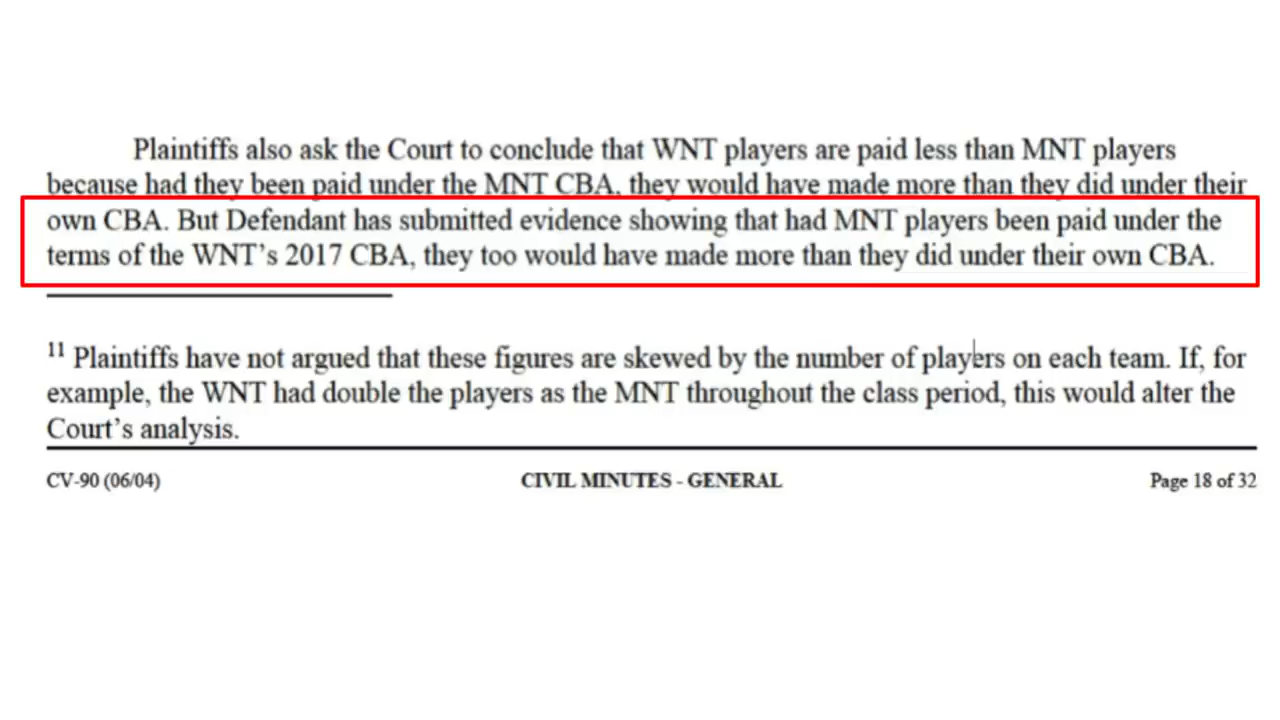 Plaintiffs also ask the Court to conclude that WNT players are paid less than MNT players
because had they been paid under the MNT CBA, they would have made more than they did under their
own CBA. But Defendant has submitted evidence showing that had MNT players been paid under the
terms of the WNT’s 2017 CBA, they too would have made more than they did under their own CBA.
11 Plaintiffs have not argued that these figures are skewed by the number of players on each team. If, for
example, the WNT had double the players as the MNT throughout the class period, this would alter the
Court’s analysis.
CV-90 (06/04) CIVIL MINUTES - GENERAL Page 18 of 32